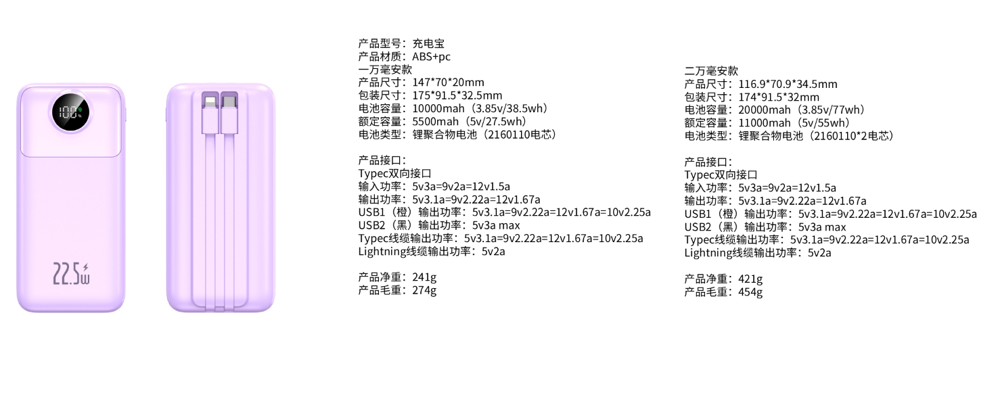 100%
22.5w
产品型号：充电宝
产品材质：ABS+pc
一万毫安款
产品尺寸：147*70*20mm
包装尺寸：175*91.5*32.5mm
电池容量：10000mah（3.85v/38.5wh）
额定容量：5500mah（5v/27.5wh）
电池类型：锂聚合物电池（2160110电芯）
产品接口：
Typec双向接口
输入功率：5v3a=9v2a=12v1.5a
输出功率：5v3.1a=9v2.22a=12v1.67a
USB1（橙）输出功率：5v3.1a=9v2.22a=12v1.67a=10v2.25a
USB2（黑）输出功率：5v3a max
Typec线缆输出功率：5v3.1a=9v2.22a=12v1.67a=10v2.25a
Lightning线缆输出功率：5v2a
产品净重：241g
产品毛重：274g
二万毫安款
产品尺寸：116.9*70.9*34.5mm
包装尺寸：174*91.5*32mm
电池容量：20000mah（3.85v/77wh）
额定容量：11000mah（5v/55wh）
电池类型：锂聚合物电池（2160110*2电芯）
产品接口：
Typec双向接口
输入功率：5v3a=9v2a=12v1.5a
输出功率：5v3.1a=9v2.22a=12v1.67a
USB1（橙）输出功率：5v3.1a=9v2.22a=12v1.67a=10v2.25a
USB2（黑）输出功率：5v3a max
Typec线缆输出功率：5v3.1a=9v2.22a=12v1.67a=10v2.25a
Lightning线缆输出功率：5v2a
产品净重：421g
产品毛重：454g